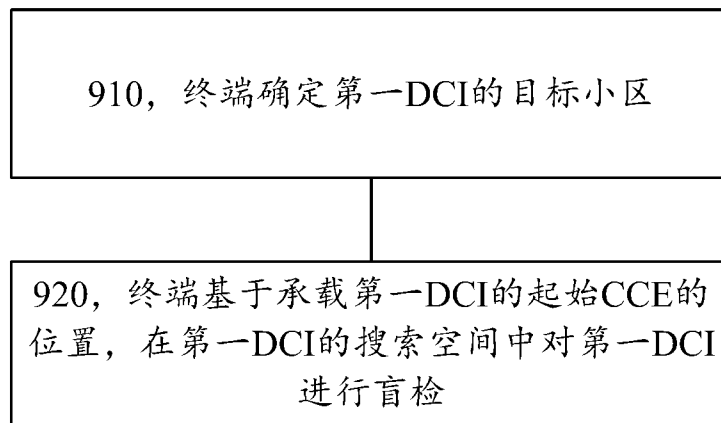 910，终端确定第一DCI的目标小区
920，终端基于承载第一DCI的起始CCE的
位置，在第一DCI的搜索空间中对第一DCI
进行盲检